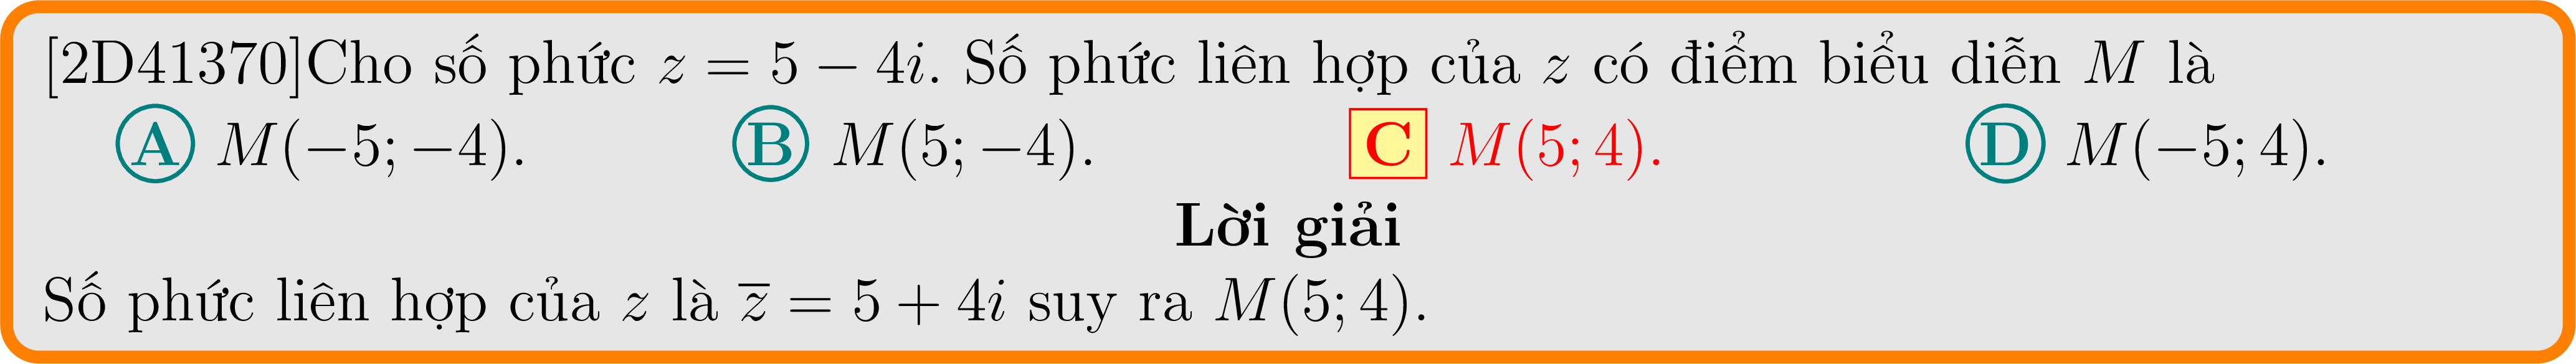 [2D41370]Cho số phức z = 5 − 4i. Số phức liên hợp của z có điểm biểu diễn M là
A M(−5; −4). B M(5; −4). C M(5; 4). D M(−5; 4).
Lời giải
Số phức liên hợp của z là z̅ = 5 + 4i suy ra M(5; 4).